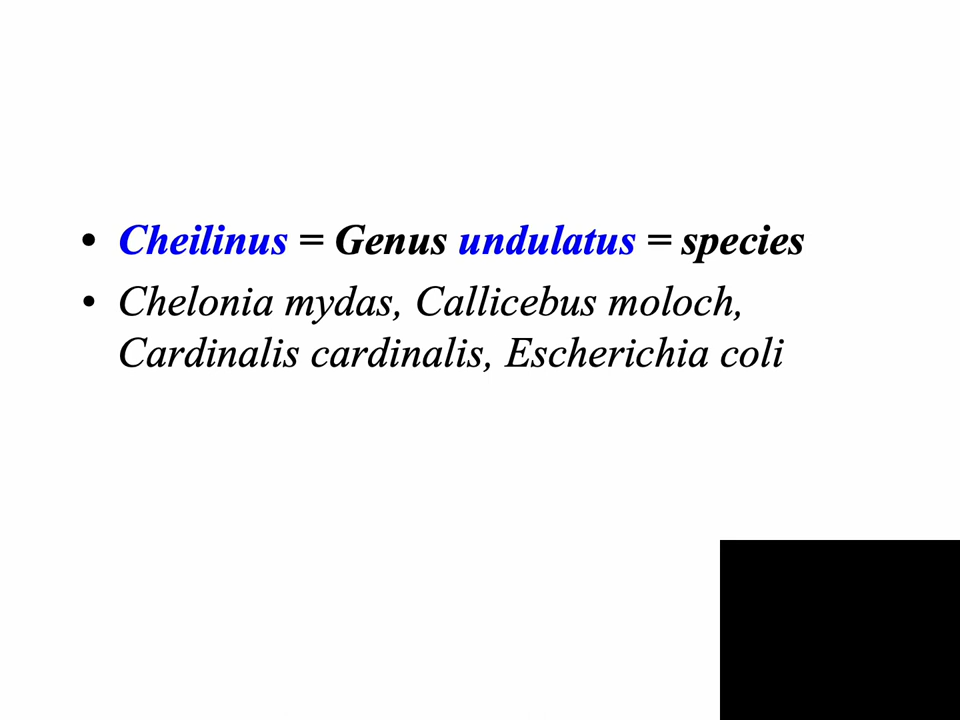 • Cheilinus = Genus undulatus = species
• Chelonia mydas, Callicebus moloch,
Cardinalis cardinalis, Escherichia coli